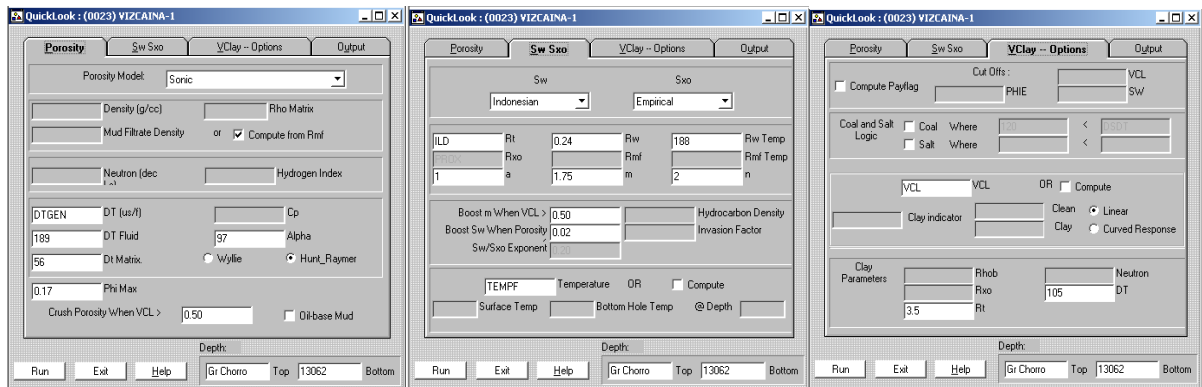 QuickLook : (0023) VIZCAINA-1
Porosity Sw Sxo VClay -- Options Output
Porosity Model: Sonic
Density (g/cc) Rho Matrix
Mud Filtrate Density or Compute from Rmf
Neutron (dec Hydrogen Index
DTGEN DT (us/f) Cp
189 DT Fluid 97 Alpha
56 Dt Matrix. Wyllie Hunt_Raymer
0.17 Phi Max
Crush Porosity When VCL > 0.50 Oil-base Mud
Depth:
Run Exit Help Gr Chorro Top 13062 Bottom
QuickLook : (0023) VIZCAINA-1
Porosity Sw Sxo VClay -- Options Output
Sw Sxo
Indonesian Empirical
ILD Rt 0.24 Rw 188 Rw Temp
PROX Rxo Rmf Rmf Temp
1 a 1.75 m 2 n
Boost m When VCL > 0.50 Hydrocarbon Density
Boost Sw When Porosity 0.02 Invasion Factor
Sw/Sxo Exponent 0.20
TEMPF Temperature OR Compute
Surface Temp Bottom Hole Temp @ Depth
Depth:
Run Exit Help Gr Chorro Top 13062 Bottom
QuickLook : (0023) VIZCAINA-1
Porosity Sw Sxo VClay -- Options Output
Cut Offs :
Compute Payflag PHIE VCL
SW
Coal and Salt Logic Coal Where 120 < DSDT
Salt Where <
VCL VCL OR Compute
Clay indicator Clean Linear
Clay Curved Response
Clay Parameters Rhob Neutron
Rxo 105 DT
3.5 Rt
Depth:
Run Exit Help Gr Chorro Top 13062 Bottom